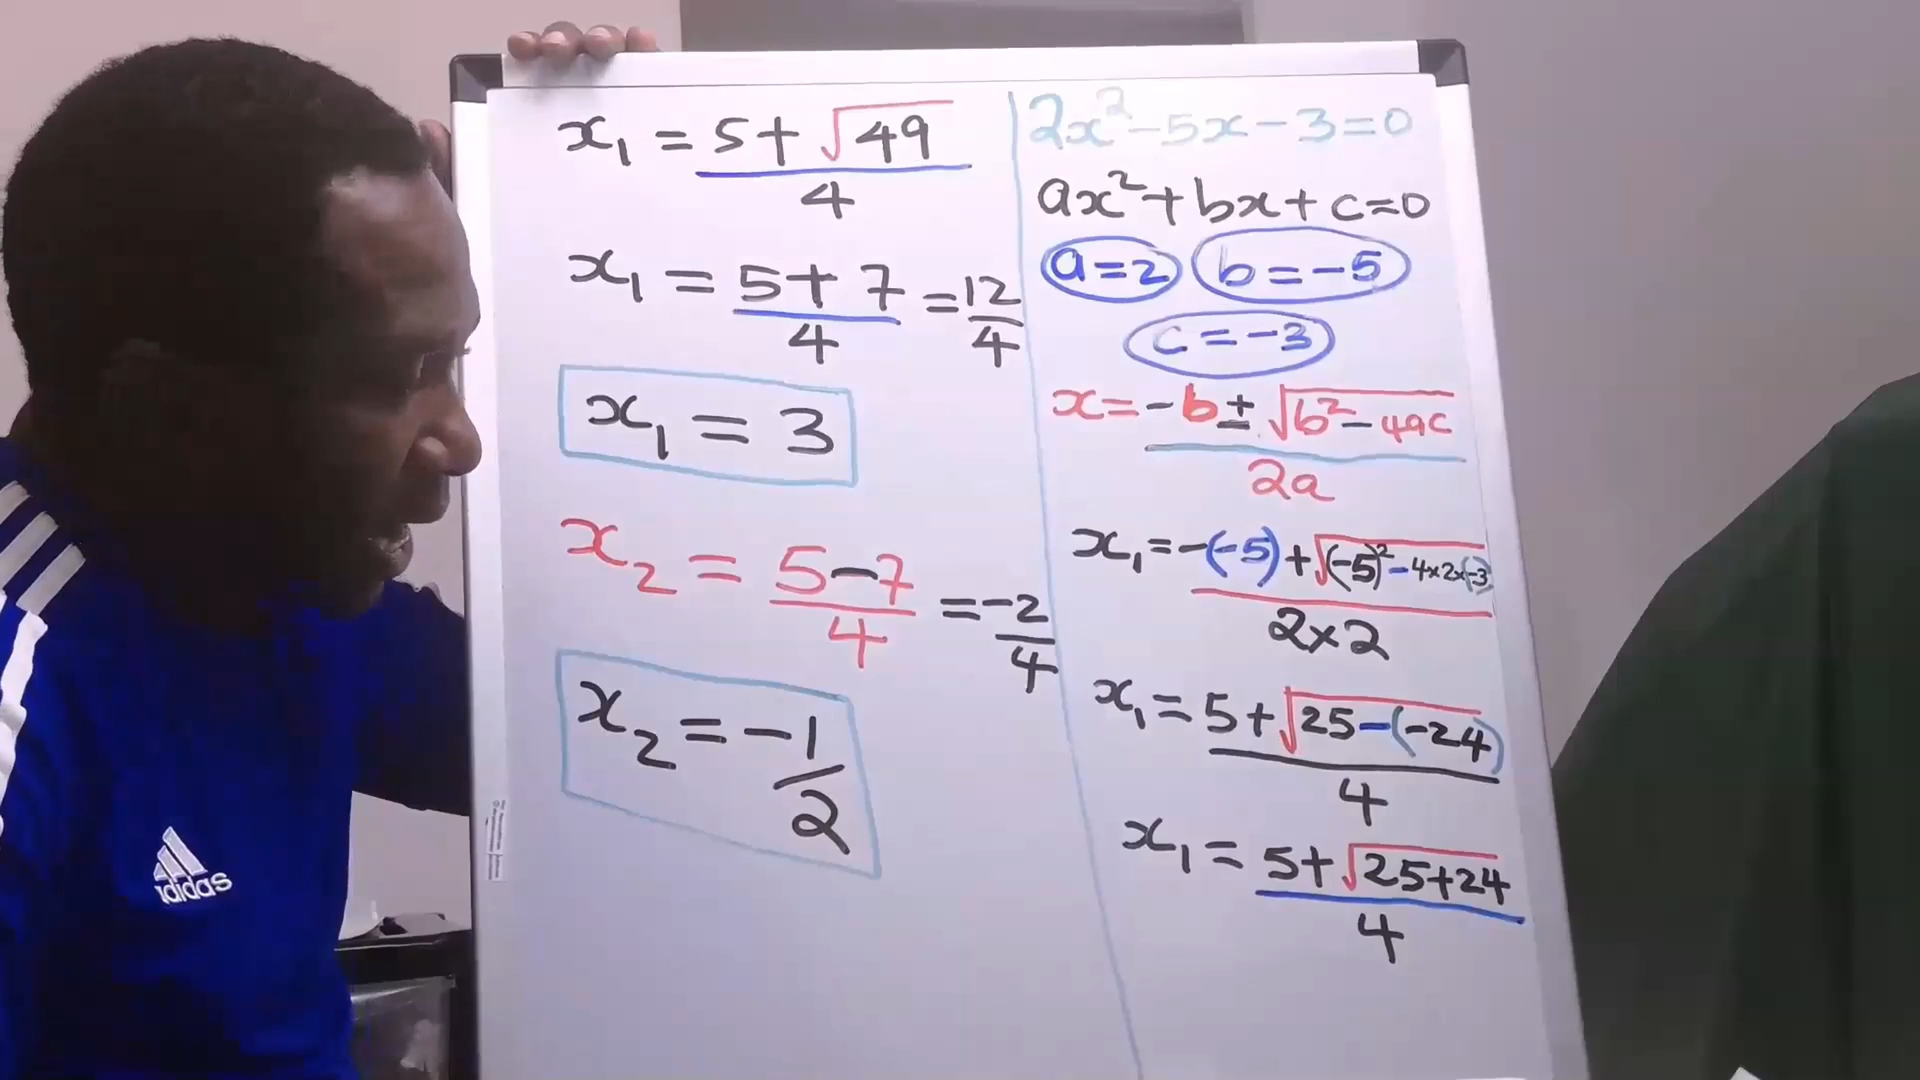 2x²-5x-3=0
ax²+bx+c=0
a=2 b=-5
c=-3
x=-b±√b²-4ac
2a
x₁=-(-5)+√(-5)²-4x2x(-3)
2x2
x₁=5+√25-(-24)
4
x₁=5+√25+24
4
x₁=5+√49
4
x₁=5+7=12
4 4
x₁=3
x₂=5-7=-2
4 4
x₂=-1/2
adidas